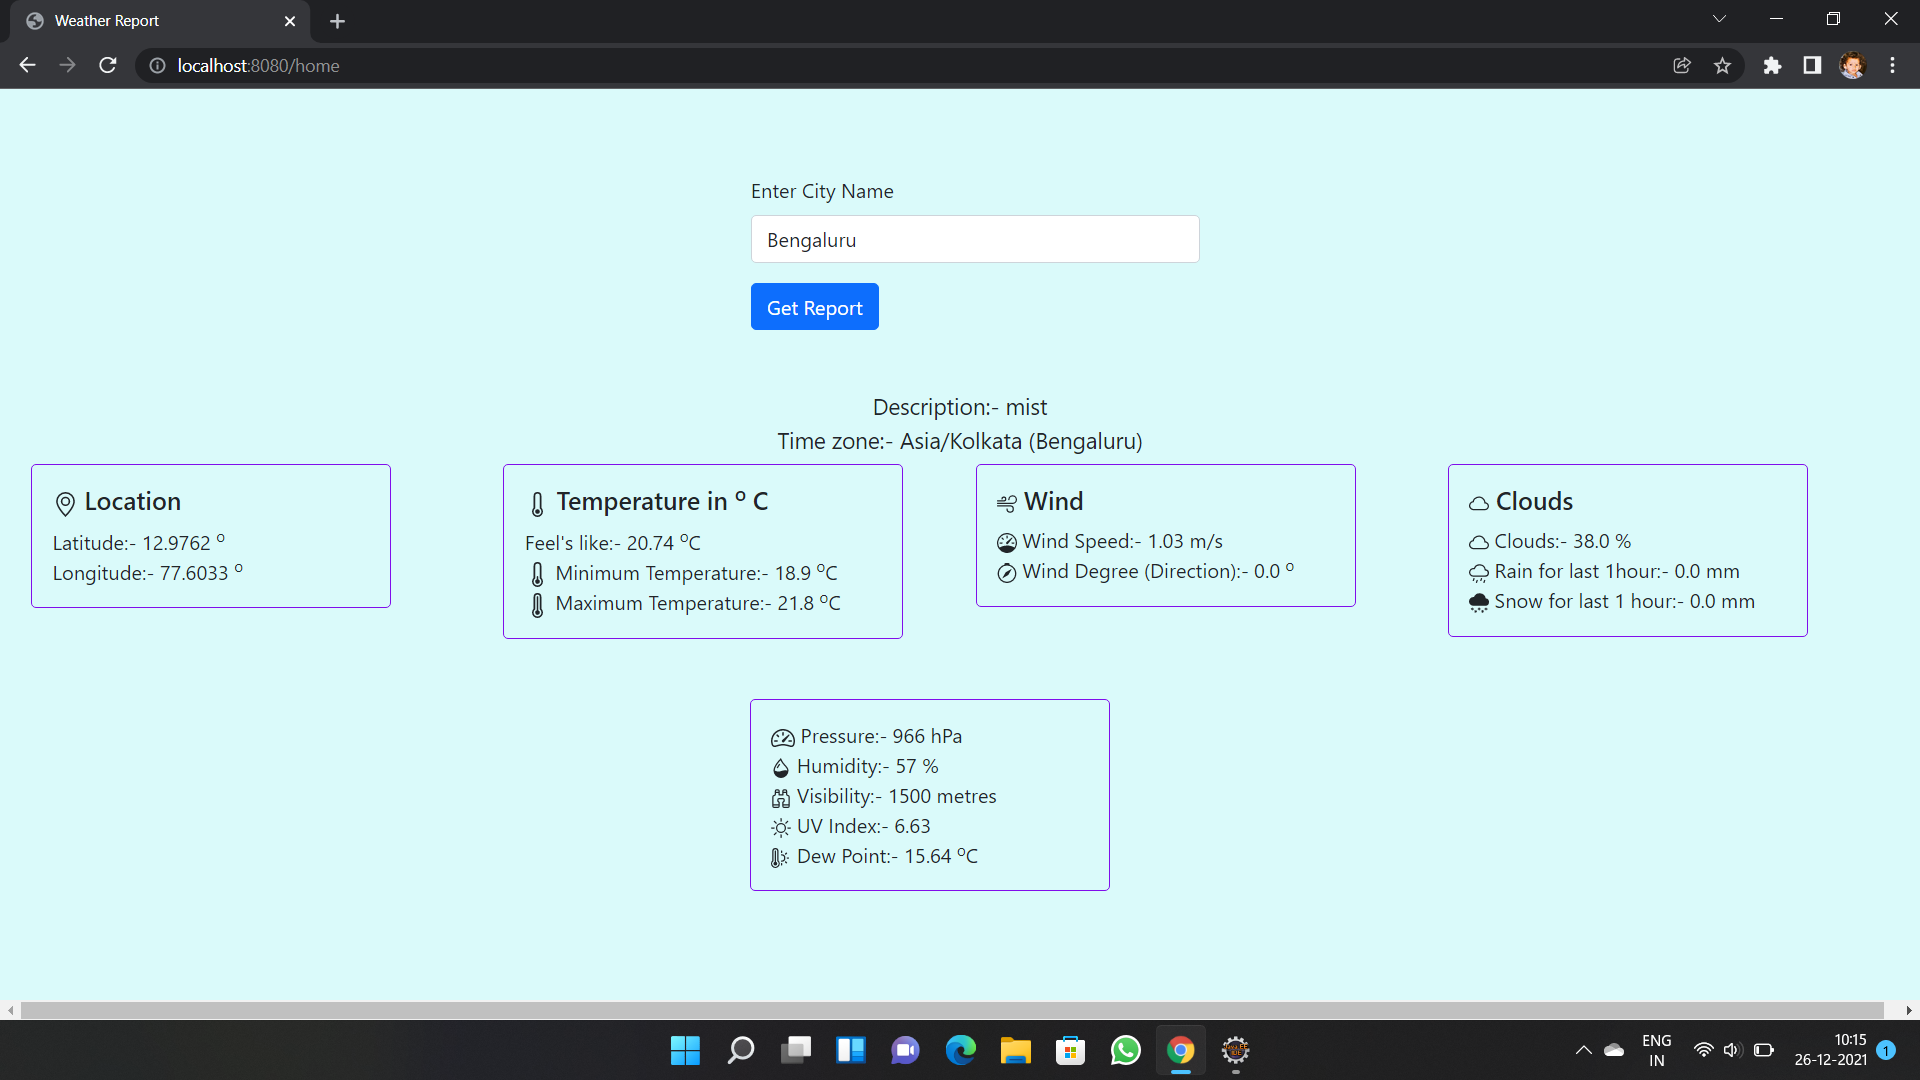 Weather Report
localhost:8080/home
Enter City Name
Bengaluru
Get Report
Description:- mist
Time zone:- Asia/Kolkata (Bengaluru)
Location
Latitude:- 12.9762 o
Longitude:- 77.6033 o
Temperature in o C
Feel's like:- 20.74 oC
Minimum Temperature:- 18.9 oC
Maximum Temperature:- 21.8 oC
Wind
Wind Speed:- 1.03 m/s
Wind Degree (Direction):- 0.0 o
Clouds
Clouds:- 38.0 %
Rain for last 1hour:- 0.0 mm
Snow for last 1 hour:- 0.0 mm
Pressure:- 966 hPa
Humidity:- 57 %
Visibility:- 1500 metres
UV Index:- 6.63
Dew Point:- 15.64 oC
ENG
IN
10:15
26-12-2021
1